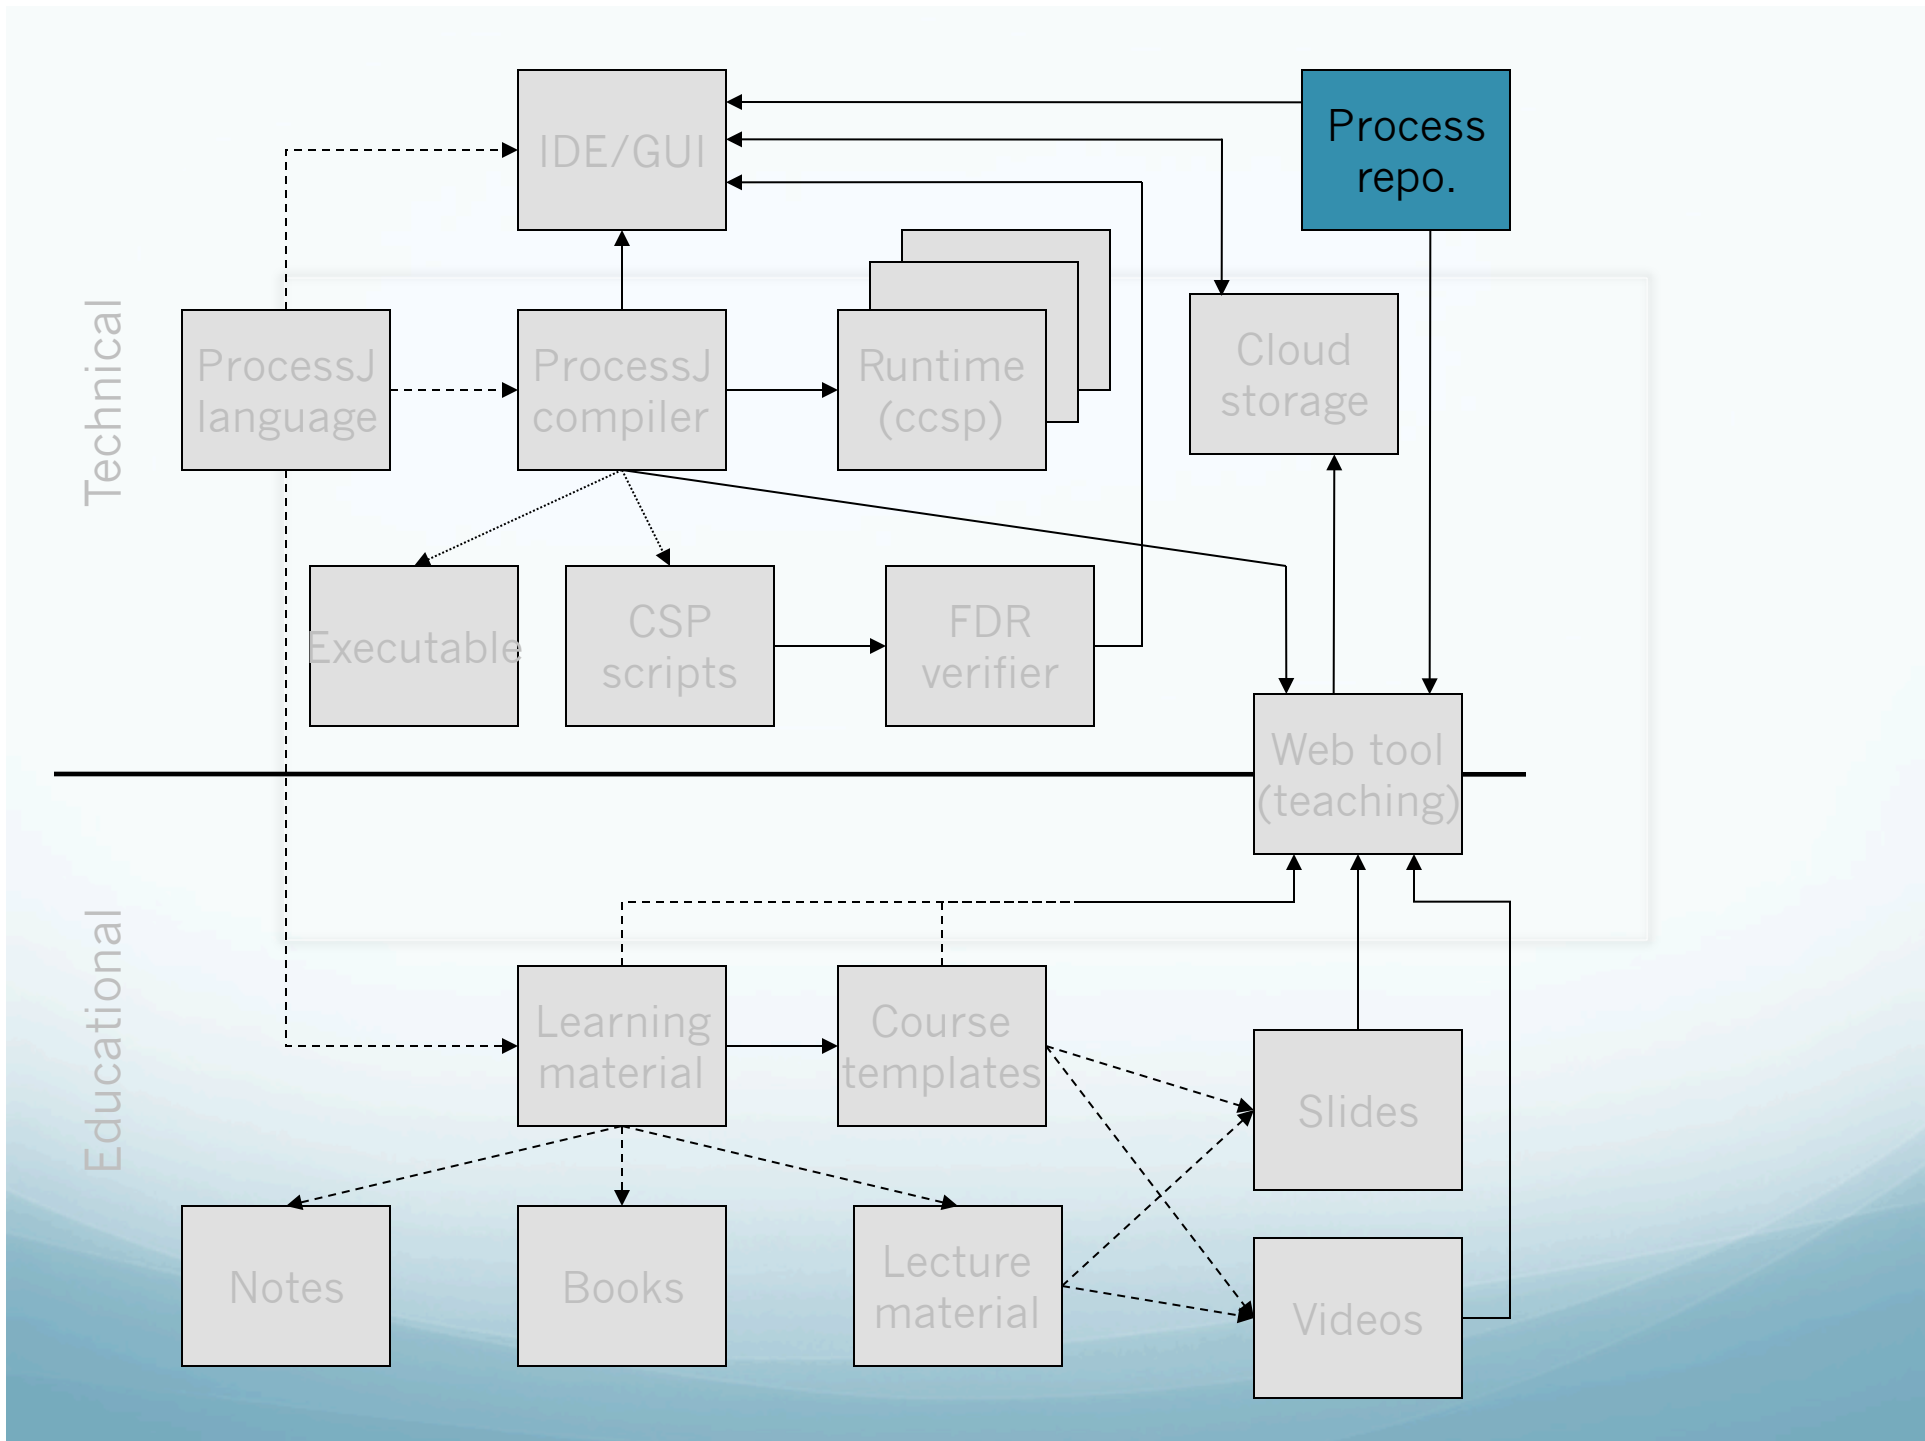 IDE/GUI
Process
repo.
Technical
ProcessJ
language
ProcessJ
compiler
Runtime
(ccsp)
Cloud
storage
Executable
CSP
scripts
FDR
verifier
Web tool
(teaching)
Educational
Learning
material
Course
templates
Slides
Notes
Books
Lecture
material
Videos